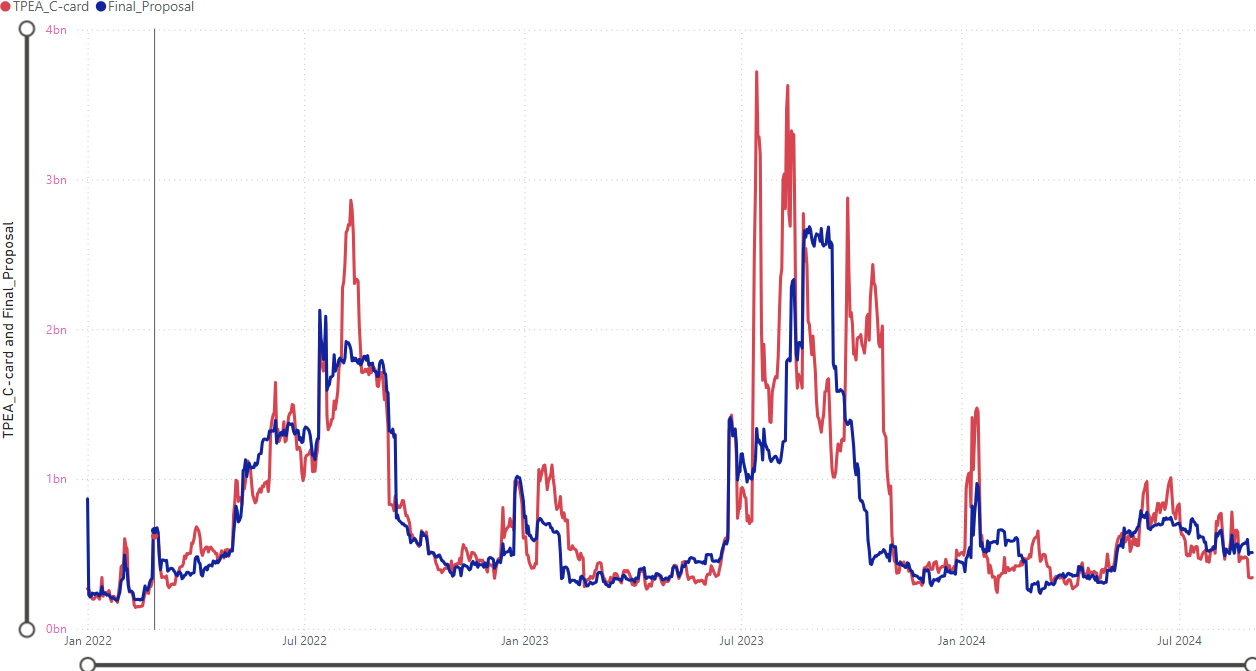 TPEA_C-card Final_Proposal
4bn
3bn
2bn
1bn
0bn
TPEA_C-card and Final_Proposal
Jan 2022 Jul 2022 Jan 2023 Jul 2023 Jan 2024 Jul 2024